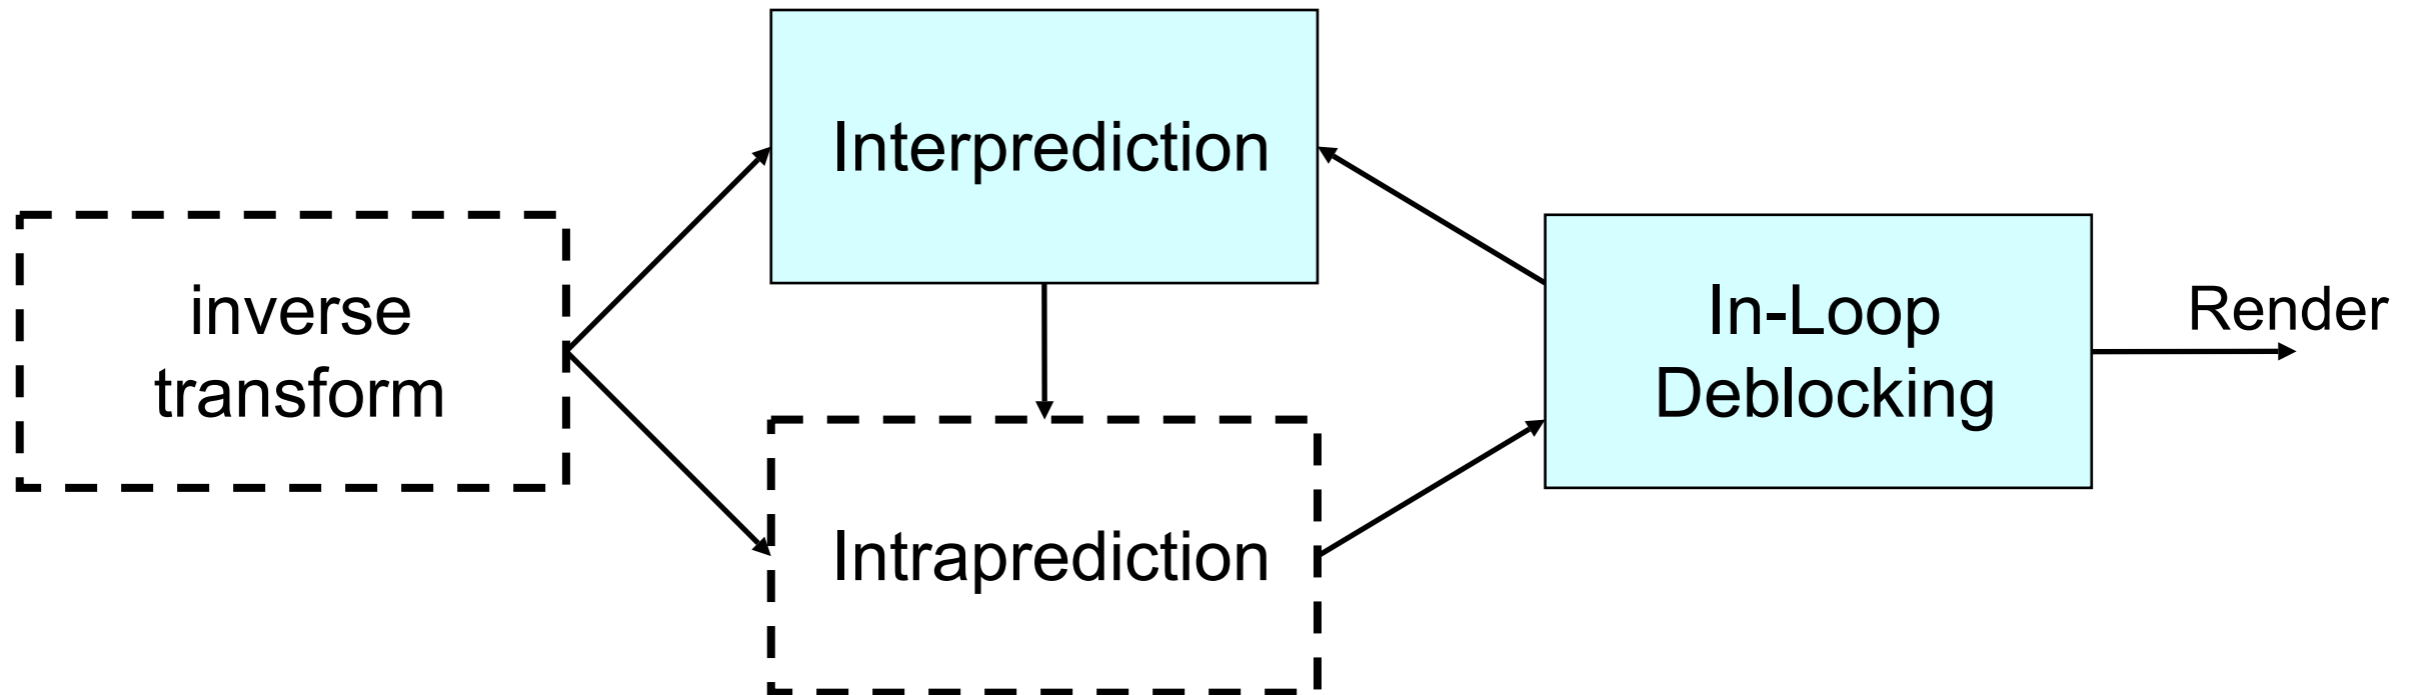 Interprediction
inverse
transform
In-Loop
Deblocking
Render
Intraprediction